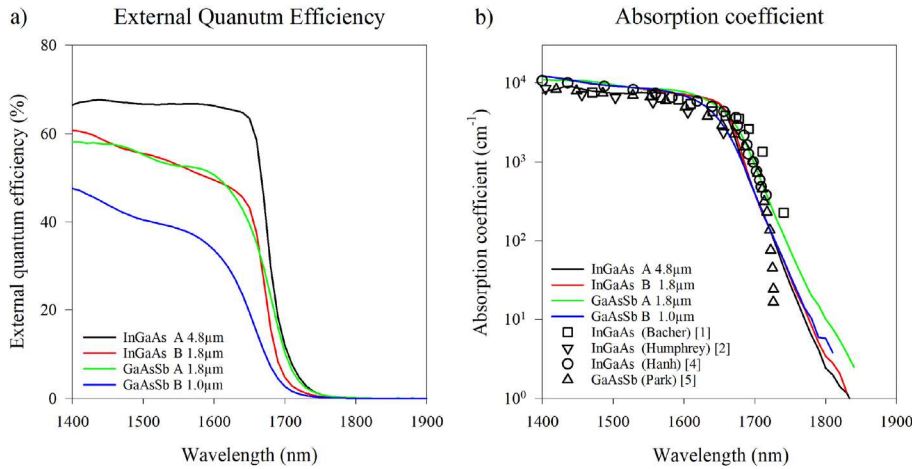 a) External Quanutm Efficiency
External quantum efficiency (%)
80
60
40
20
0
InGaAs A 4.8µm
InGaAs B 1.8µm
GaAsSb A 1.8µm
GaAsSb B 1.0µm
1400 1500 1600 1700 1800 1900
Wavelength (nm)
b) Absorption coefficient
Absorption coefficient (cm⁻¹)
10⁴
10³
10²
10¹
10⁰
InGaAs A 4.8µm
InGaAs B 1.8µm
GaAsSb A 1.8µm
GaAsSb B 1.0µm
InGaAs (Bacher) [1]
InGaAs (Humphrey) [2]
InGaAs (Hanh) [4]
GaAsSb (Park) [5]
1400 1500 1600 1700 1800 1900
Wavelength (nm)